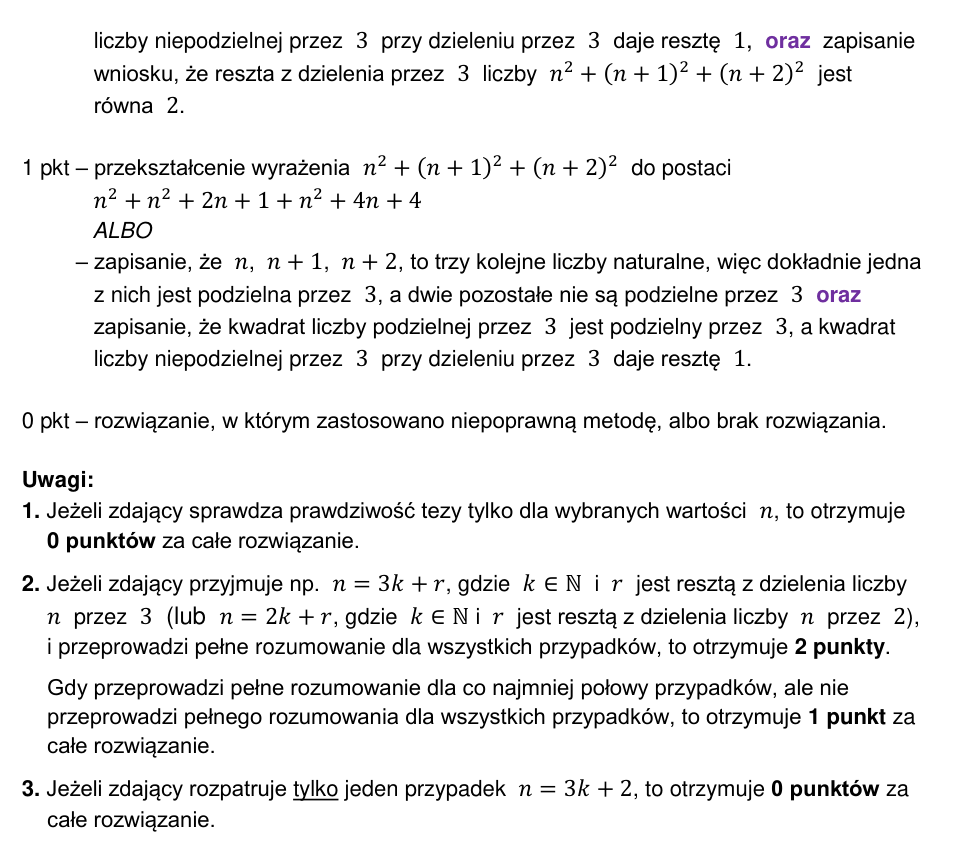 liczby niepodzielnej przez 3 przy dzieleniu przez 3 daje resztę 1, oraz zapisanie
wniosku, że reszta z dzielenia przez 3 liczby n² + (n + 1)² + (n + 2)² jest
równa 2.
1 pkt – przekształcenie wyrażenia n² + (n + 1)² + (n + 2)² do postaci
n² + n² + 2n + 1 + n² + 4n + 4
ALBO
– zapisanie, że n, n + 1, n + 2, to trzy kolejne liczby naturalne, więc dokładnie jedna
z nich jest podzielna przez 3, a dwie pozostałe nie są podzielne przez 3 oraz
zapisanie, że kwadrat liczby podzielnej przez 3 jest podzielny przez 3, a kwadrat
liczby niepodzielnej przez 3 przy dzieleniu przez 3 daje resztę 1.
0 pkt – rozwiązanie, w którym zastosowano niepoprawną metodę, albo brak rozwiązania.
Uwagi:
1. Jeżeli zdający sprawdza prawdziwość tezy tylko dla wybranych wartości n, to otrzymuje
0 punktów za całe rozwiązanie.
2. Jeżeli zdający przyjmuje np. n = 3k + r, gdzie k ∈ ℕ i r jest resztą z dzielenia liczby
n przez 3 (lub n = 2k + r, gdzie k ∈ ℕ i r jest resztą z dzielenia liczby n przez 2),
i przeprowadzi pełne rozumowanie dla wszystkich przypadków, to otrzymuje 2 punkty.
Gdy przeprowadzi pełne rozumowanie dla co najmniej połowy przypadków, ale nie
przeprowadzi pełnego rozumowania dla wszystkich przypadków, to otrzymuje 1 punkt za
całe rozwiązanie.
3. Jeżeli zdający rozpatruje tylko jeden przypadek n = 3k + 2, to otrzymuje 0 punktów za
całe rozwiązanie.